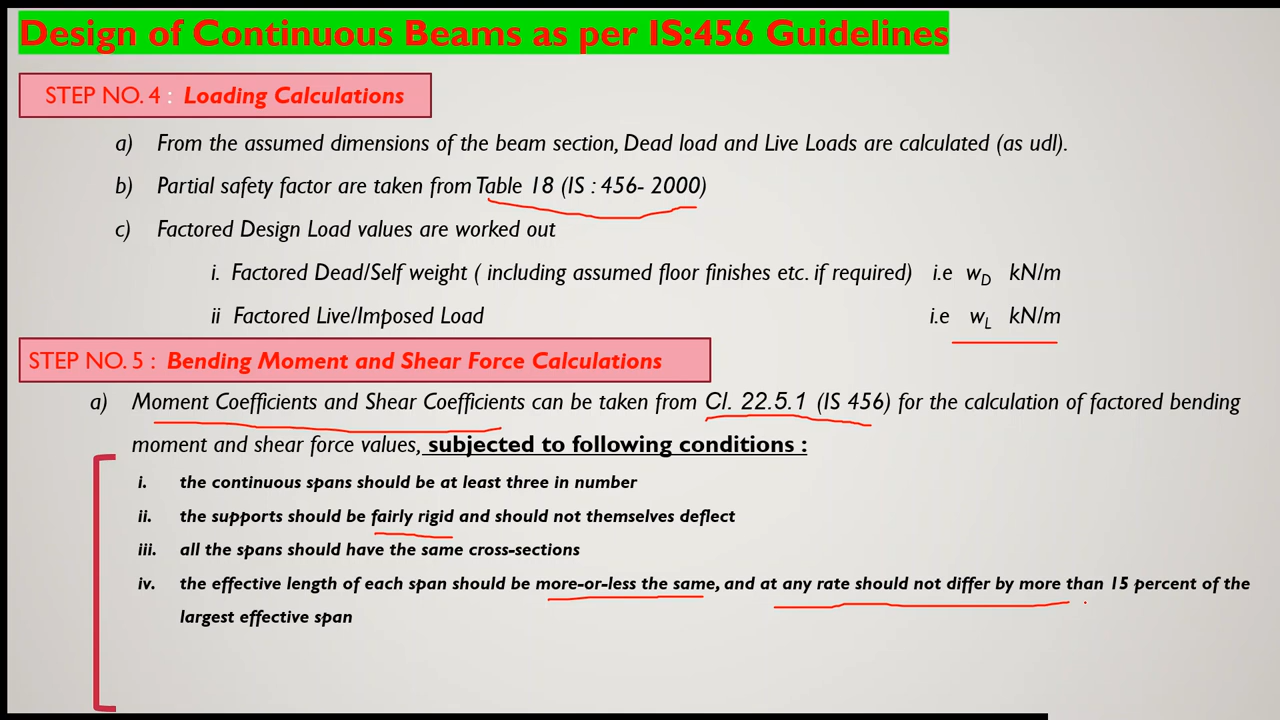 Design of Continuous Beams as per IS:456 Guidelines
STEP NO. 4 : Loading Calculations
a) From the assumed dimensions of the beam section, Dead load and Live Loads are calculated (as udl).
b) Partial safety factor are taken from Table 18 (IS : 456- 2000)
c) Factored Design Load values are worked out
i. Factored Dead/Self weight ( including assumed floor finishes etc. if required) i.e wD kN/m
ii Factored Live/Imposed Load i.e wL kN/m
STEP NO. 5 : Bending Moment and Shear Force Calculations
a) Moment Coefficients and Shear Coefficients can be taken from Cl. 22.5.1 (IS 456) for the calculation of factored bending
moment and shear force values, subjected to following conditions :
i. the continuous spans should be at least three in number
ii. the supports should be fairly rigid and should not themselves deflect
iii. all the spans should have the same cross-sections
iv. the effective length of each span should be more-or-less the same, and at any rate should not differ by more than 15 percent of the
largest effective span